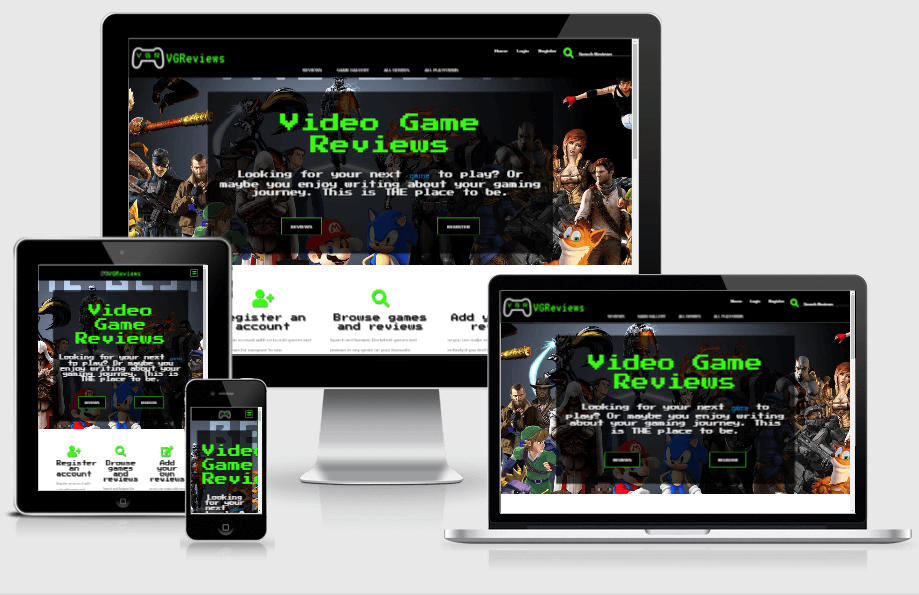 VGR VGReviews
Home Login Register Search Reviews
REVIEWS GAME GALLERY ALL GENRES ALL PLATFORMS
Video Game
Reviews
Looking for your next game to play? Or
maybe you enjoy writing about your gaming
journey. This is THE place to be.
REVIEWS REGISTER
egister an
account
Browse games
and reviews
Add y
re
VGReviews
Video
Game
Reviews
Looking for your next game
to play? Or maybe you
enjoy writing about your
gaming journey. This is
THE place to be.
REVIEWS REGISTER
Register
an
account
Browse
games
and
reviews
Add
your
own
reviews
Vide
Game
Revi
Looking
for your
next game
VGR VGReviews
Home Login Register Search Reviews
REVIEWS GAME GALLERY ALL GENRES ALL PLATFORMS
Video Game
Reviews
Looking for your next game to
play? Or maybe you enjoy writing
about your gaming journey. This
is THE place to be.
REVIEWS REGISTER